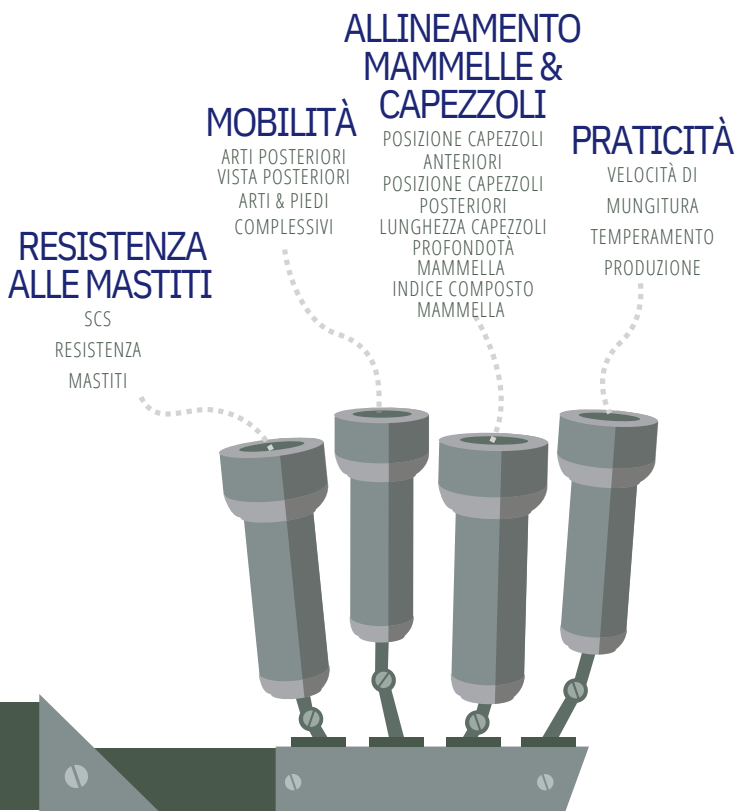 RESISTENZA
ALLE MASTITI
SCS
RESISTENZA
MASTITI
MOBILITÀ
ARTI POSTERIORI
VISTA POSTERIORI
ARTI & PIEDI
COMPLESSIVI
ALLINEAMENTO
MAMMELLE &
CAPEZZOLI
POSIZIONE CAPEZZOLI
ANTERIORI
POSIZIONE CAPEZZOLI
POSTERIORI
LUNGHEZZA CAPEZZOLI
PROFONDOTÀ
MAMMELLA
INDICE COMPOSTO
MAMMELLA
PRATICITÀ
VELOCITÀ DI
MUNGITURA
TEMPERAMENTO
PRODUZIONE